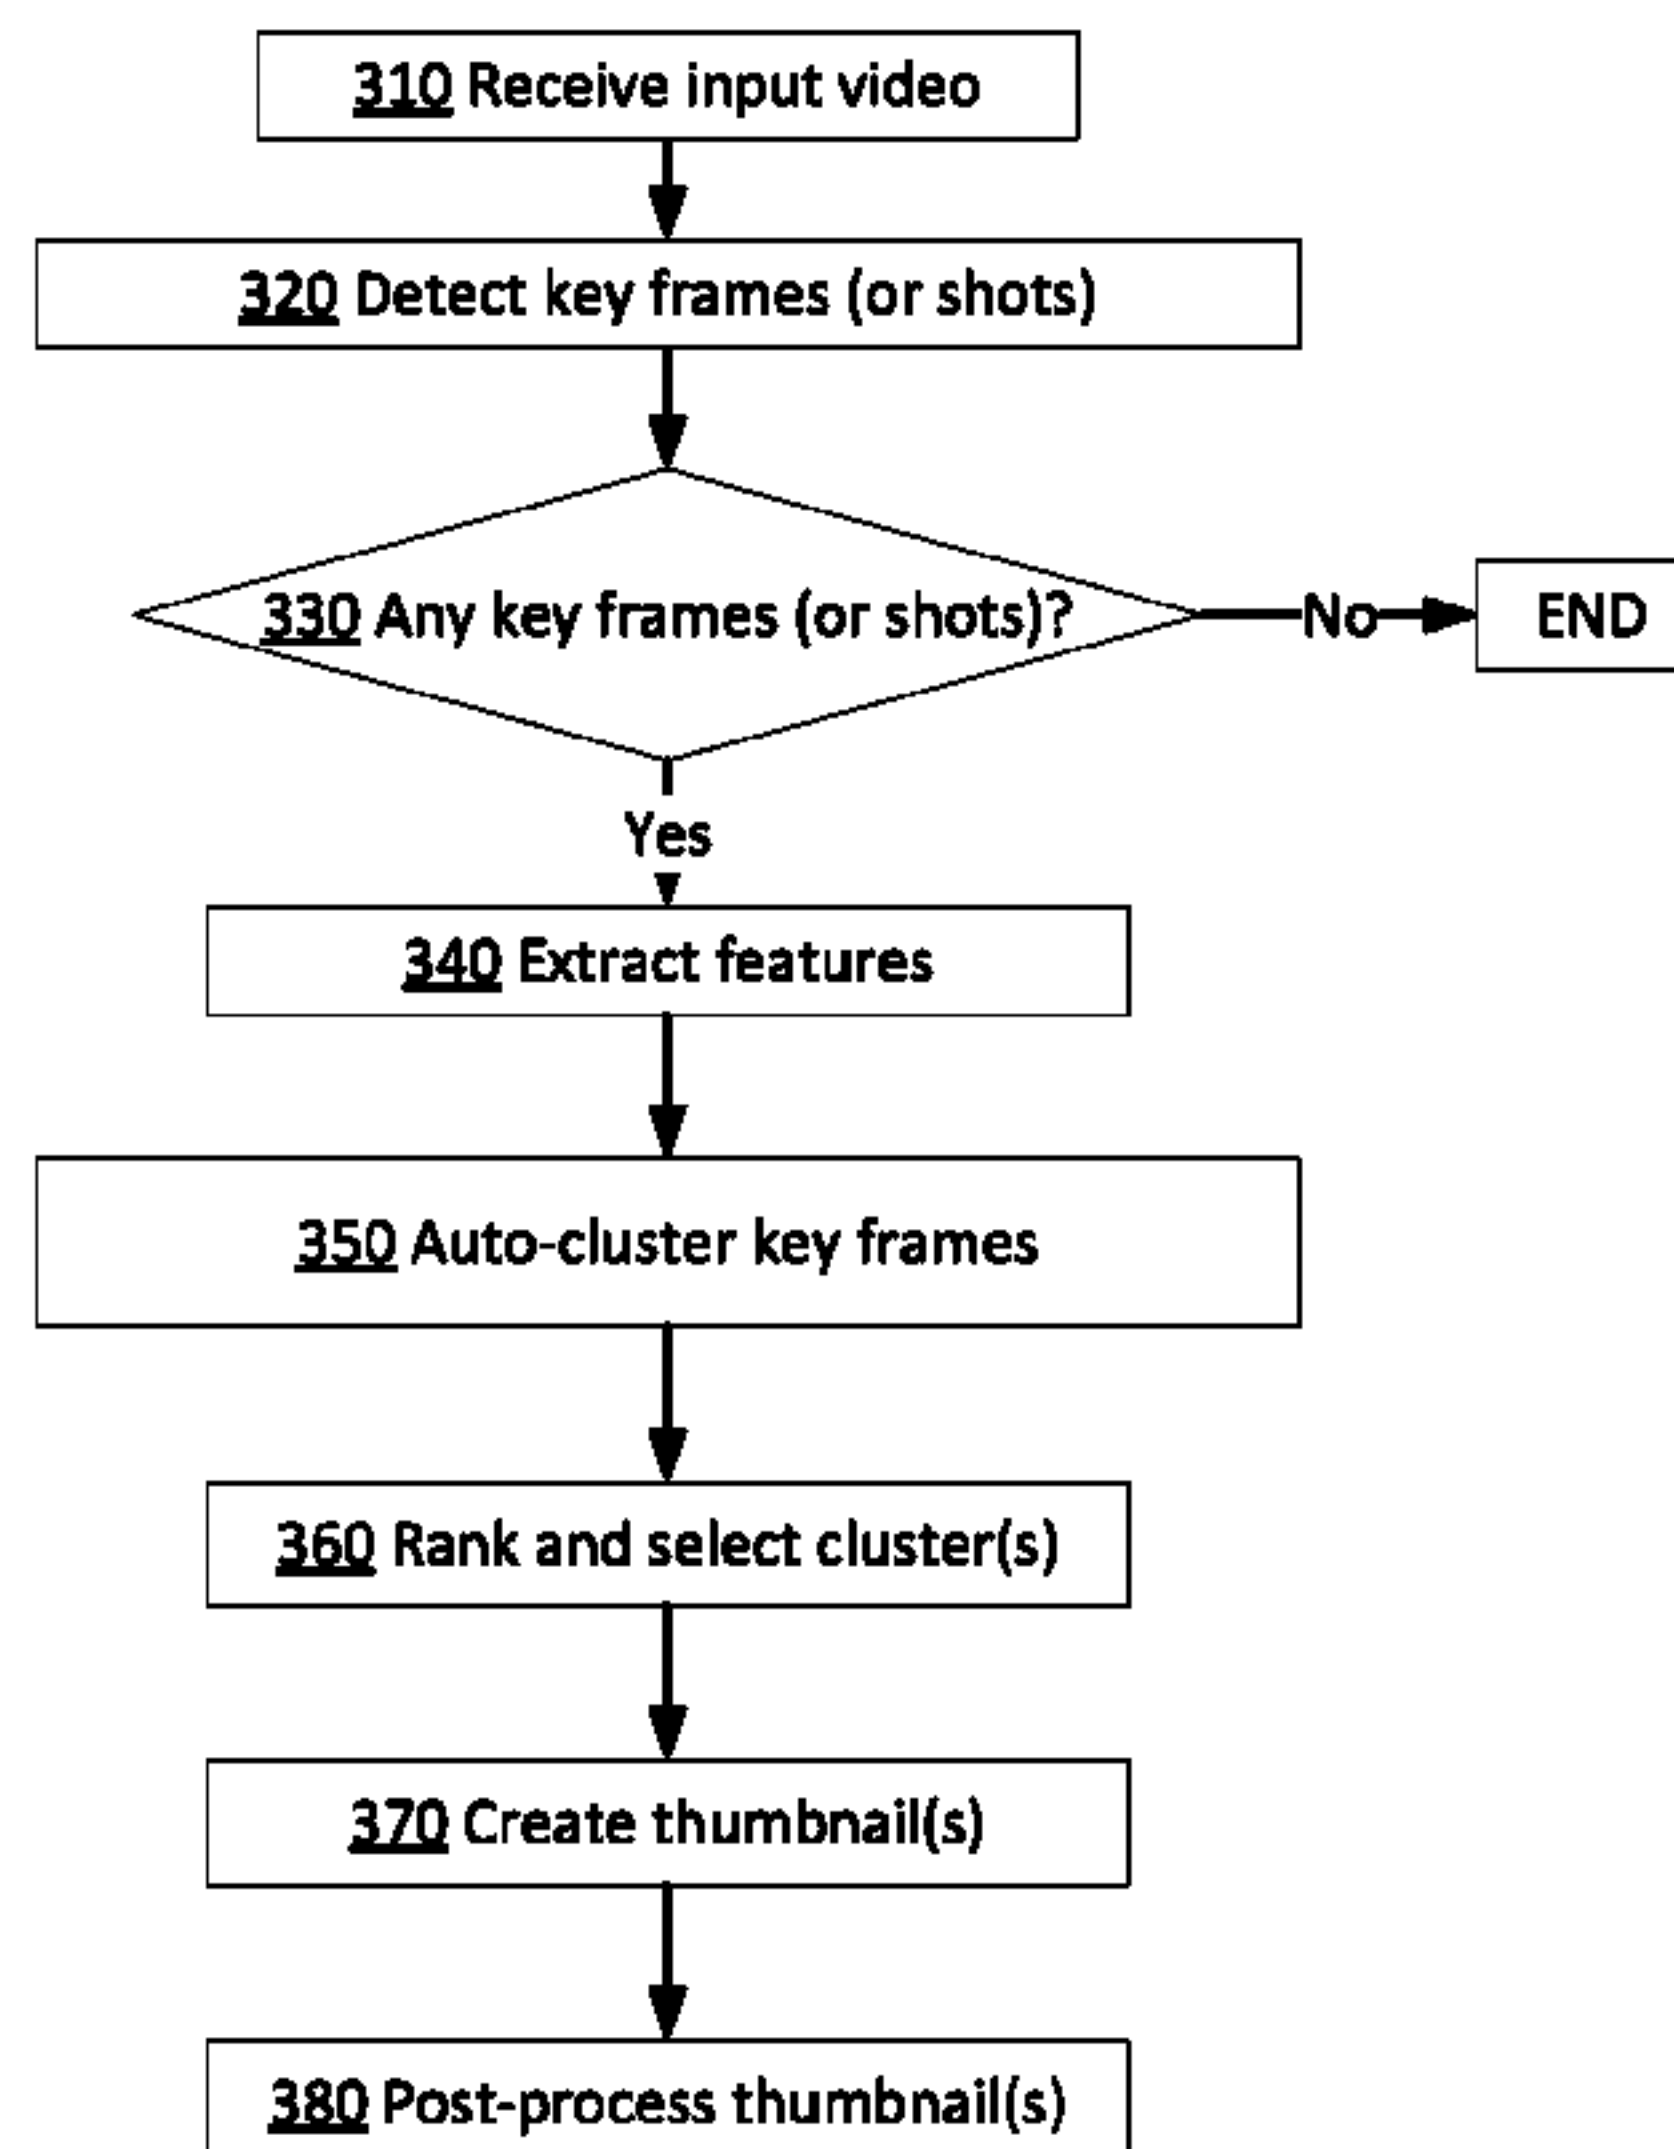 310 Receive input video
320 Detect key frames (or shots)
330 Any key frames (or shots)?
No
END
Yes
340 Extract features
350 Auto-cluster key frames
360 Rank and select cluster(s)
370 Create thumbnail(s)
380 Post-process thumbnail(s)